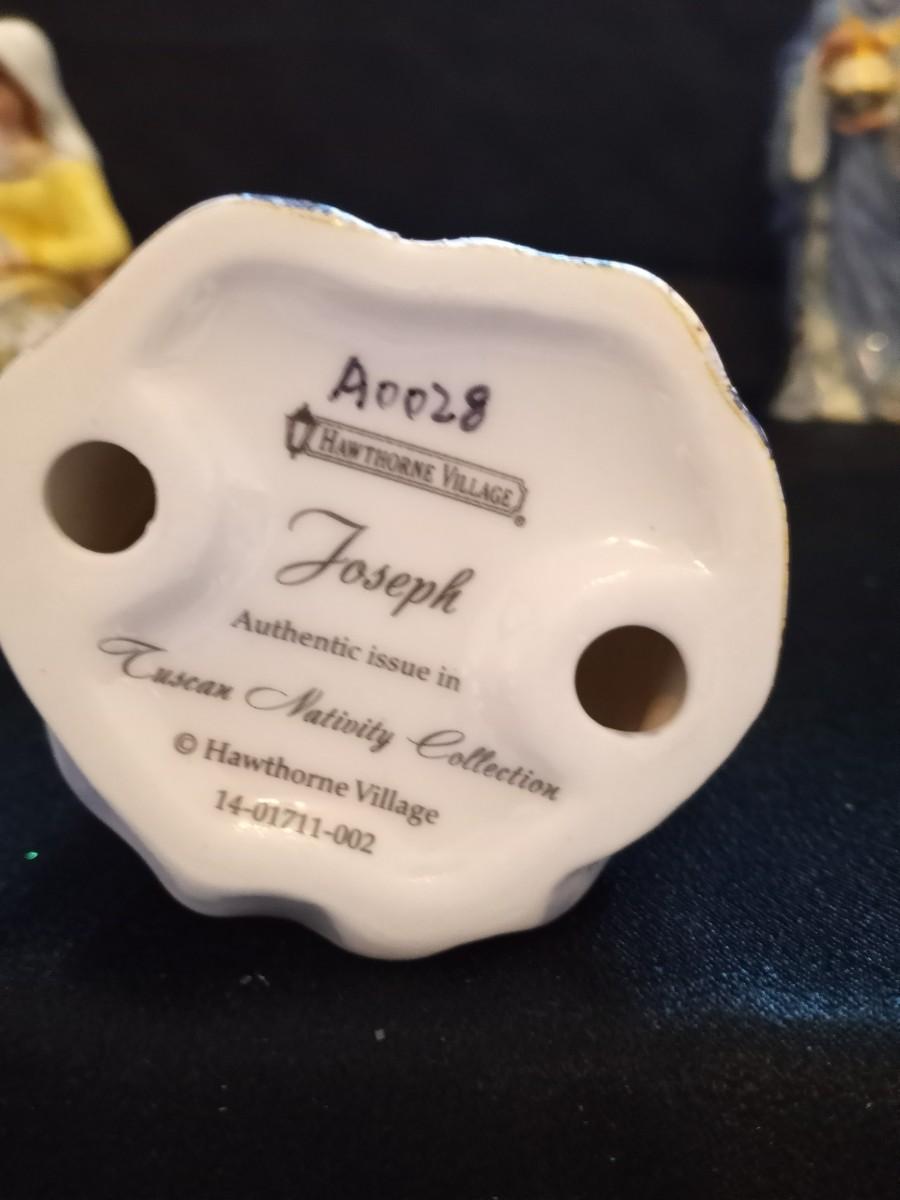 A0028
HAWTHORNE VILLAGE®
Joseph
Authentic issue in
Tuscan Nativity Collection
© Hawthorne Village
14-01711-002